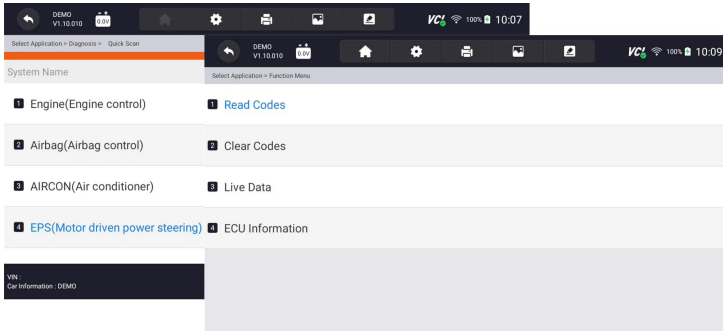 DEMO
V1.10.010
0.0V
VC!
100%
10:07
Select Application > Diagnosis > Quick Scan
System Name
1 Engine(Engine control)
2 Airbag(Airbag control)
3 AIRCON(Air conditioner)
4 EPS(Motor driven power steering)
VIN :
Car Information : DEMO
DEMO
V1.10.010
0.0V
VC!
100%
10:09
Select Application > Function Menu
1 Read Codes
2 Clear Codes
3 Live Data
4 ECU Information